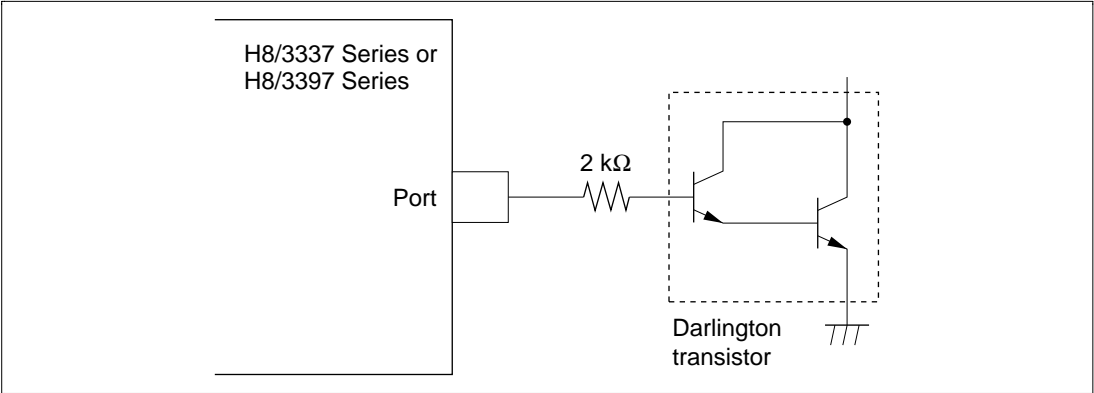 H8/3337 Series or
H8/3397 Series
2 kΩ
Port
Darlington
transistor